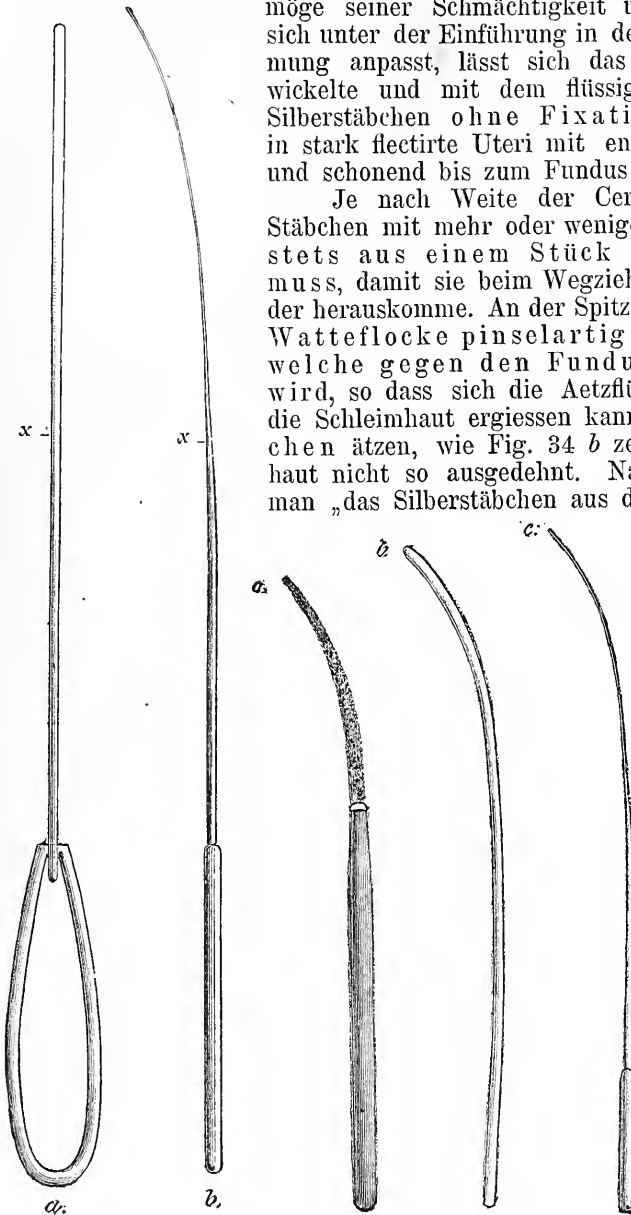 möge seiner Schmächtigkeit
sich unter der Einführung in de
mung anpasst, lässt sich das
wickelte und mit dem flüssig
Silberstäbchen ohne Fixati
in stark flectirte Uteri mit en
und schonend bis zum Fundus
Je nach Weite der Cer
Stäbchen mit mehr oder wenig
stets aus einem Stück
muss, damit sie beim Wegzieh
der herauskomme. An der Spitz
Watteflocke pinselartig
welche gegen den Fundu
wird, so dass sich die Aetzflü
die Schleimhaut ergiessen kann
chen ätzen, wie Fig. 34 b ze
haut nicht so ausgedehnt. Na
man „das Silberstäbchen aus d
x
x
a.
b.
c.
a.
b.